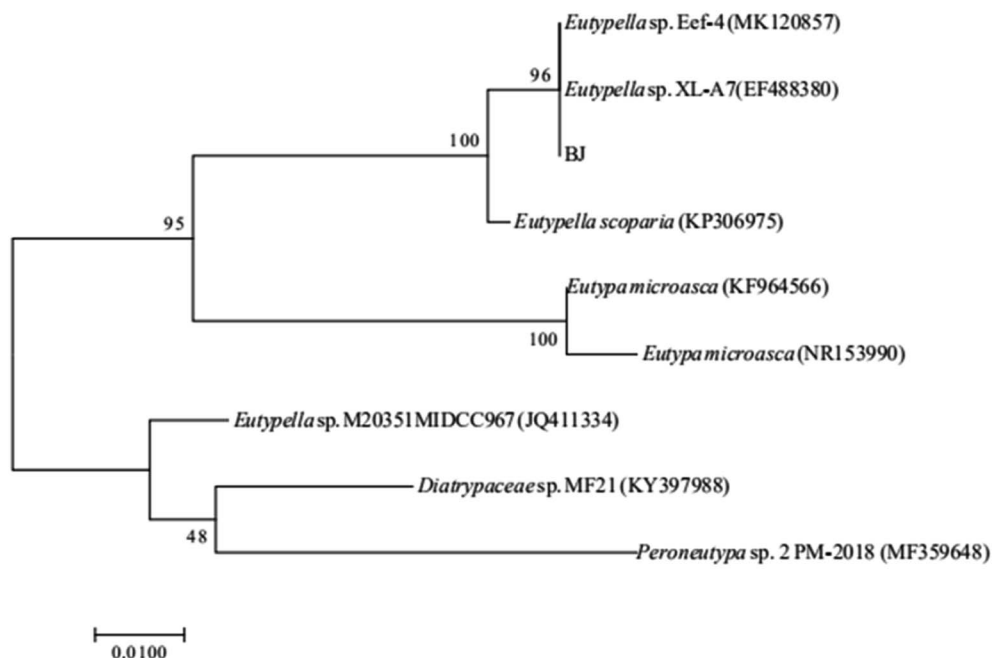 Eutypella sp. Eef-4 (MK120857)
96
Eutypella sp. XL-A7(EF488380)
100
BJ
95
Eutypella scoparia (KP306975)
Eutypa microasca (KF964566)
100
Eutypa microasca (NR153990)
Eutypella sp. M20351MIDCC967 (JQ411334)
Diatrypaceae sp. MF21 (KY397988)
48
Peroneutypa sp. 2 PM-2018 (MF359648)
0.0100